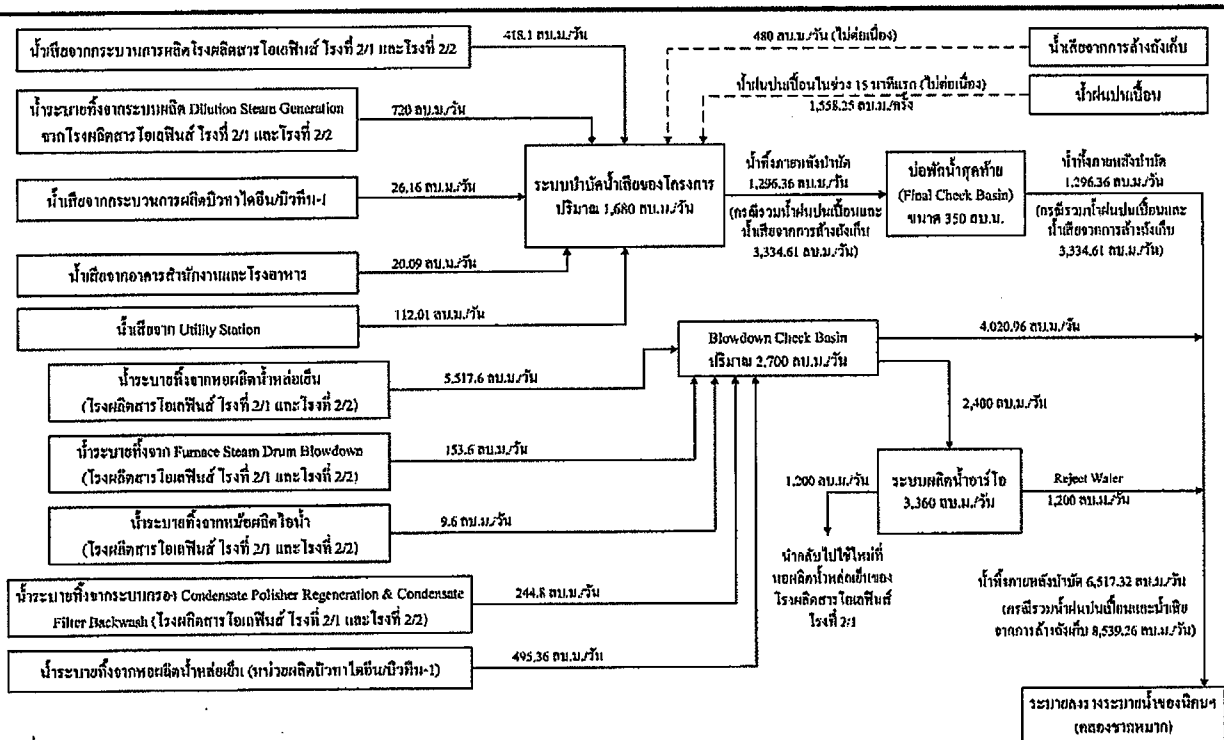 น้ำเสียจากกระบวนการผลิตโรงผลิตสารโอเลฟินส์ โรงที่ 2/1 และโรงที่ 2/2
418.1 ลบ.ม./วัน
น้ำระบายทิ้งจากระบบผลิต Dilution Steam Generation
จากโรงผลิตสารโอเลฟินส์ โรงที่ 2/1 และโรงที่ 2/2
720 ลบ.ม./วัน
น้ำเสียจากกระบวนการผลิตบิวทาไดอีน/บิวทีน-1
26.16 ลบ.ม./วัน
น้ำเสียจากอาคารสำนักงานและโรงอาหาร
20.09 ลบ.ม./วัน
น้ำเสียจาก Utility Station
112.01 ลบ.ม./วัน
480 ลบ.ม./วัน (ไม่ต่อเนื่อง)
น้ำเสียจากการล้างถังเก็บ
น้ำฝนปนเปื้อนในช่วง 15 นาทีแรก (ไม่ต่อเนื่อง)
1,558.25 ลบ.ม./ครั้ง
น้ำฝนปนเปื้อน
ระบบบำบัดน้ำเสียของโครงการ
ปริมาณ 1,680 ลบ.ม./วัน
น้ำทิ้งภายหลังบำบัด
1,296.36 ลบ.ม./วัน
(กรณีรวมน้ำฝนปนเปื้อนและ
น้ำเสียจากการล้างถังเก็บ
3,334.61 ลบ.ม./วัน)
บ่อพักน้ำสุดท้าย
(Final Check Basin)
ขนาด 350 ลบ.ม.
น้ำทิ้งภายหลังบำบัด
1,296.36 ลบ.ม./วัน
(กรณีรวมน้ำฝนปนเปื้อนและ
น้ำเสียจากการล้างถังเก็บ
3,334.61 ลบ.ม./วัน)
น้ำระบายทิ้งจากหอผลิตน้ำหล่อเย็น
(โรงผลิตสารโอเลฟินส์ โรงที่ 2/1 และโรงที่ 2/2)
5,517.6 ลบ.ม./วัน
น้ำระบายทิ้งจาก Furnace Steam Drum Blowdown
(โรงผลิตสารโอเลฟินส์ โรงที่ 2/1 และโรงที่ 2/2)
153.6 ลบ.ม./วัน
น้ำระบายทิ้งจากหม้อผลิตไอน้ำ
(โรงผลิตสารโอเลฟินส์ โรงที่ 2/1 และโรงที่ 2/2)
9.6 ลบ.ม./วัน
น้ำระบายทิ้งจากระบบกรอง Condensate Polisher Regeneration & Condensate
Filter Backwash (โรงผลิตสารโอเลฟินส์ โรงที่ 2/1 และโรงที่ 2/2)
244.8 ลบ.ม./วัน
น้ำระบายทิ้งจากหอผลิตน้ำหล่อเย็น (หน่วยผลิตบิวทาไดอีน/บิวทีน-1)
495.36 ลบ.ม./วัน
Blowdown Check Basin
ปริมาณ 2,700 ลบ.ม./วัน
4,020.96 ลบ.ม./วัน
2,400 ลบ.ม./วัน
ระบบผลิตน้ำอาร์โอ
3,360 ลบ.ม./วัน
1,200 ลบ.ม./วัน
นำกลับไปใช้ใหม่ที่
หอผลิตน้ำหล่อเย็นของ
โรงผลิตสารโอเลฟินส์
โรงที่ 2/1
Reject Water
1,200 ลบ.ม./วัน
น้ำทิ้งภายหลังบำบัด 6,517.32 ลบ.ม./วัน
(กรณีรวมน้ำฝนปนเปื้อนและน้ำเสีย
จากการล้างถังเก็บ 8,539.26 ลบ.ม./วัน)
ระบายลงรางระบายน้ำของนิคมฯ
(คลองชากหมาก)